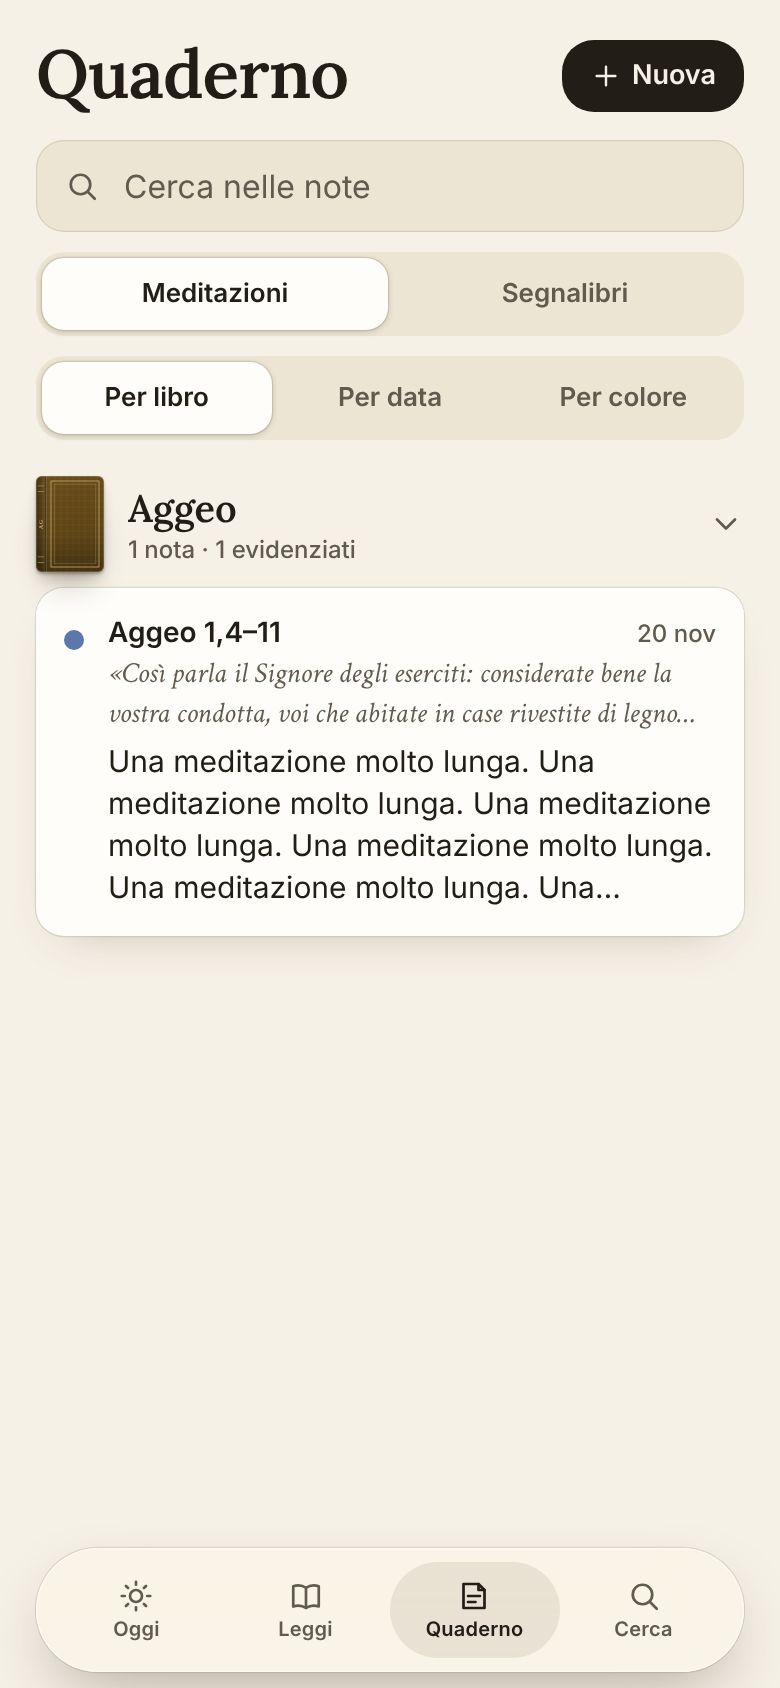 Quaderno
Nuova
Cerca nelle note
Meditazioni
Segnalibri
Per libro
Per data
Per colore
AG
Aggeo
1 nota · 1 evidenziati
Aggeo 1,4–11
20 nov
«Così parla il Signore degli eserciti: considerate bene la
vostra condotta, voi che abitate in case rivestite di legno…
Una meditazione molto lunga. Una
meditazione molto lunga. Una meditazione
molto lunga. Una meditazione molto lunga.
Una meditazione molto lunga. Una…
Oggi
Leggi
Quaderno
Cerca